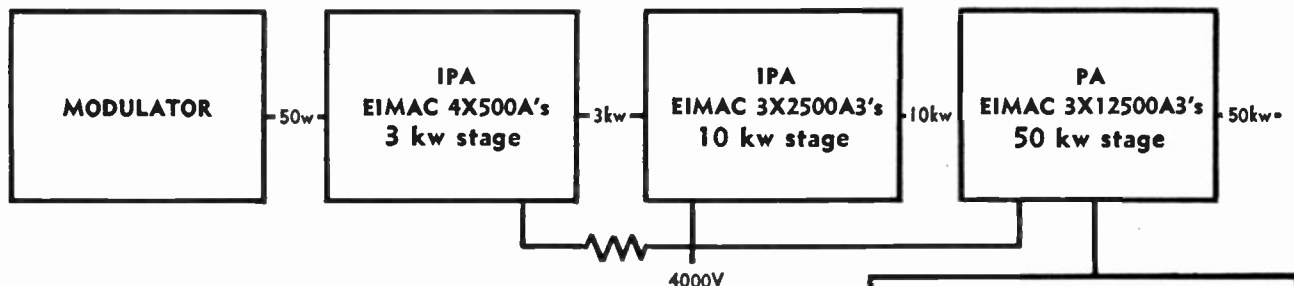 MODULATOR
50w
IPA
EIMAC 4X500A's
3 kw stage
3kw
IPA
EIMAC 3X2500A3's
10 kw stage
10kw
PA
EIMAC 3X12500A3's
50 kw stage
50kw
4000V